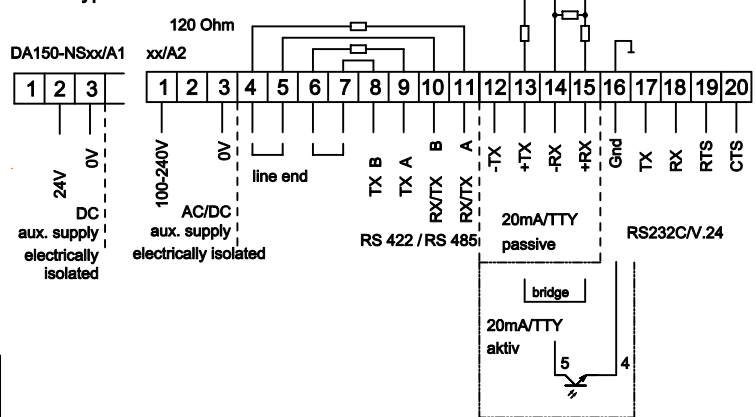 120 Ohm
DA150-NSxx/A1 xx/A2
1 2 3 1 2 3 4 5 6 7 8 9 10 11 12 13 14 15 16 17 18 19 20
24V
0V
100-240V
0V
line end
TX B
TX A
RX/TX B
RX/TX A
-TX
+TX
-RX
+RX
Gnd
TX
RX
RTS
CTS
DC
aux. supply
electrically
isolated
AC/DC
aux. supply
electrically isolated
RS 422 / RS 485
20mA/TTY
passive
RS232C/V.24
bridge
20mA/TTY
aktiv
5 4